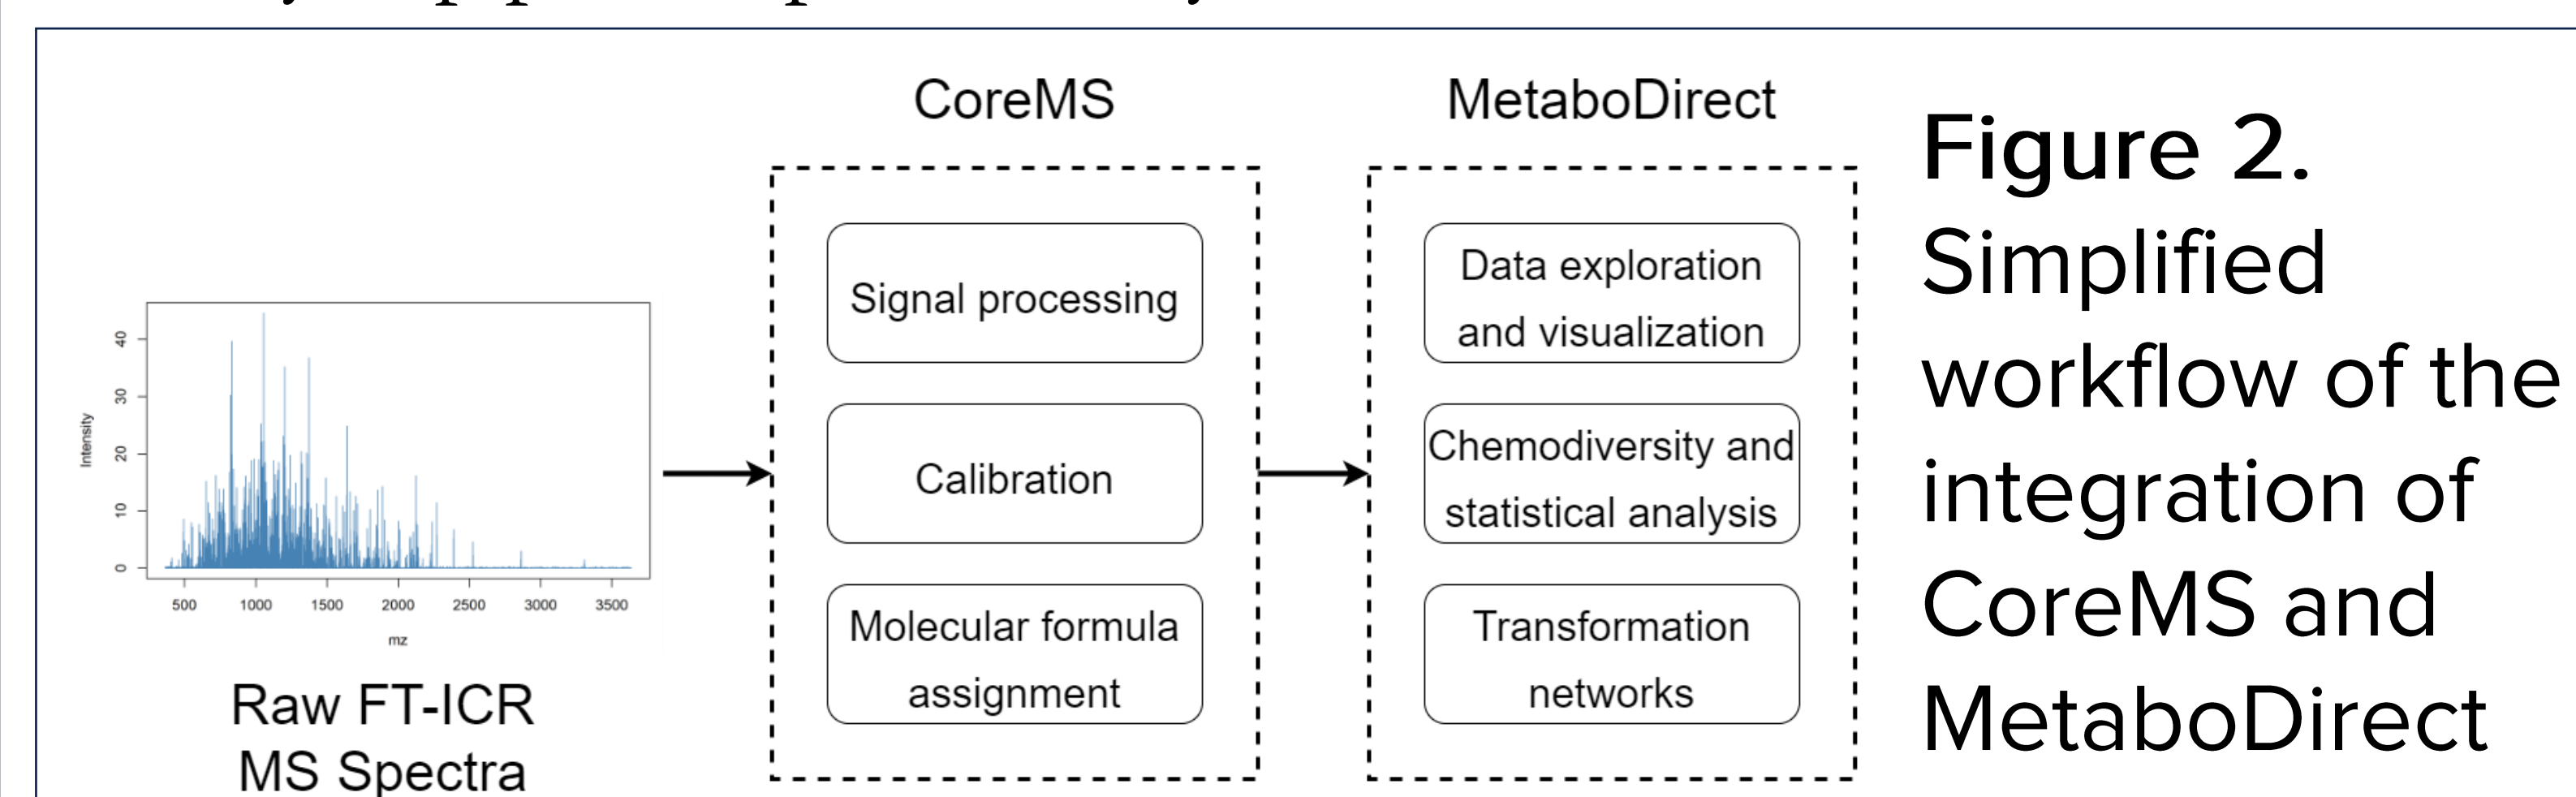 CoreMS
MetaboDirect
Signal processing
Calibration
Molecular formula
assignment
Data exploration
and visualization
Chemodiversity and
statistical analysis
Transformation
networks
Intensity
40
30
20
10
0
500 1000 1500 2000 2500 3000 3500
mz
Raw FT-ICR
MS Spectra
Figure 2.
Simplified
workflow of the
integration of
CoreMS and
MetaboDirect